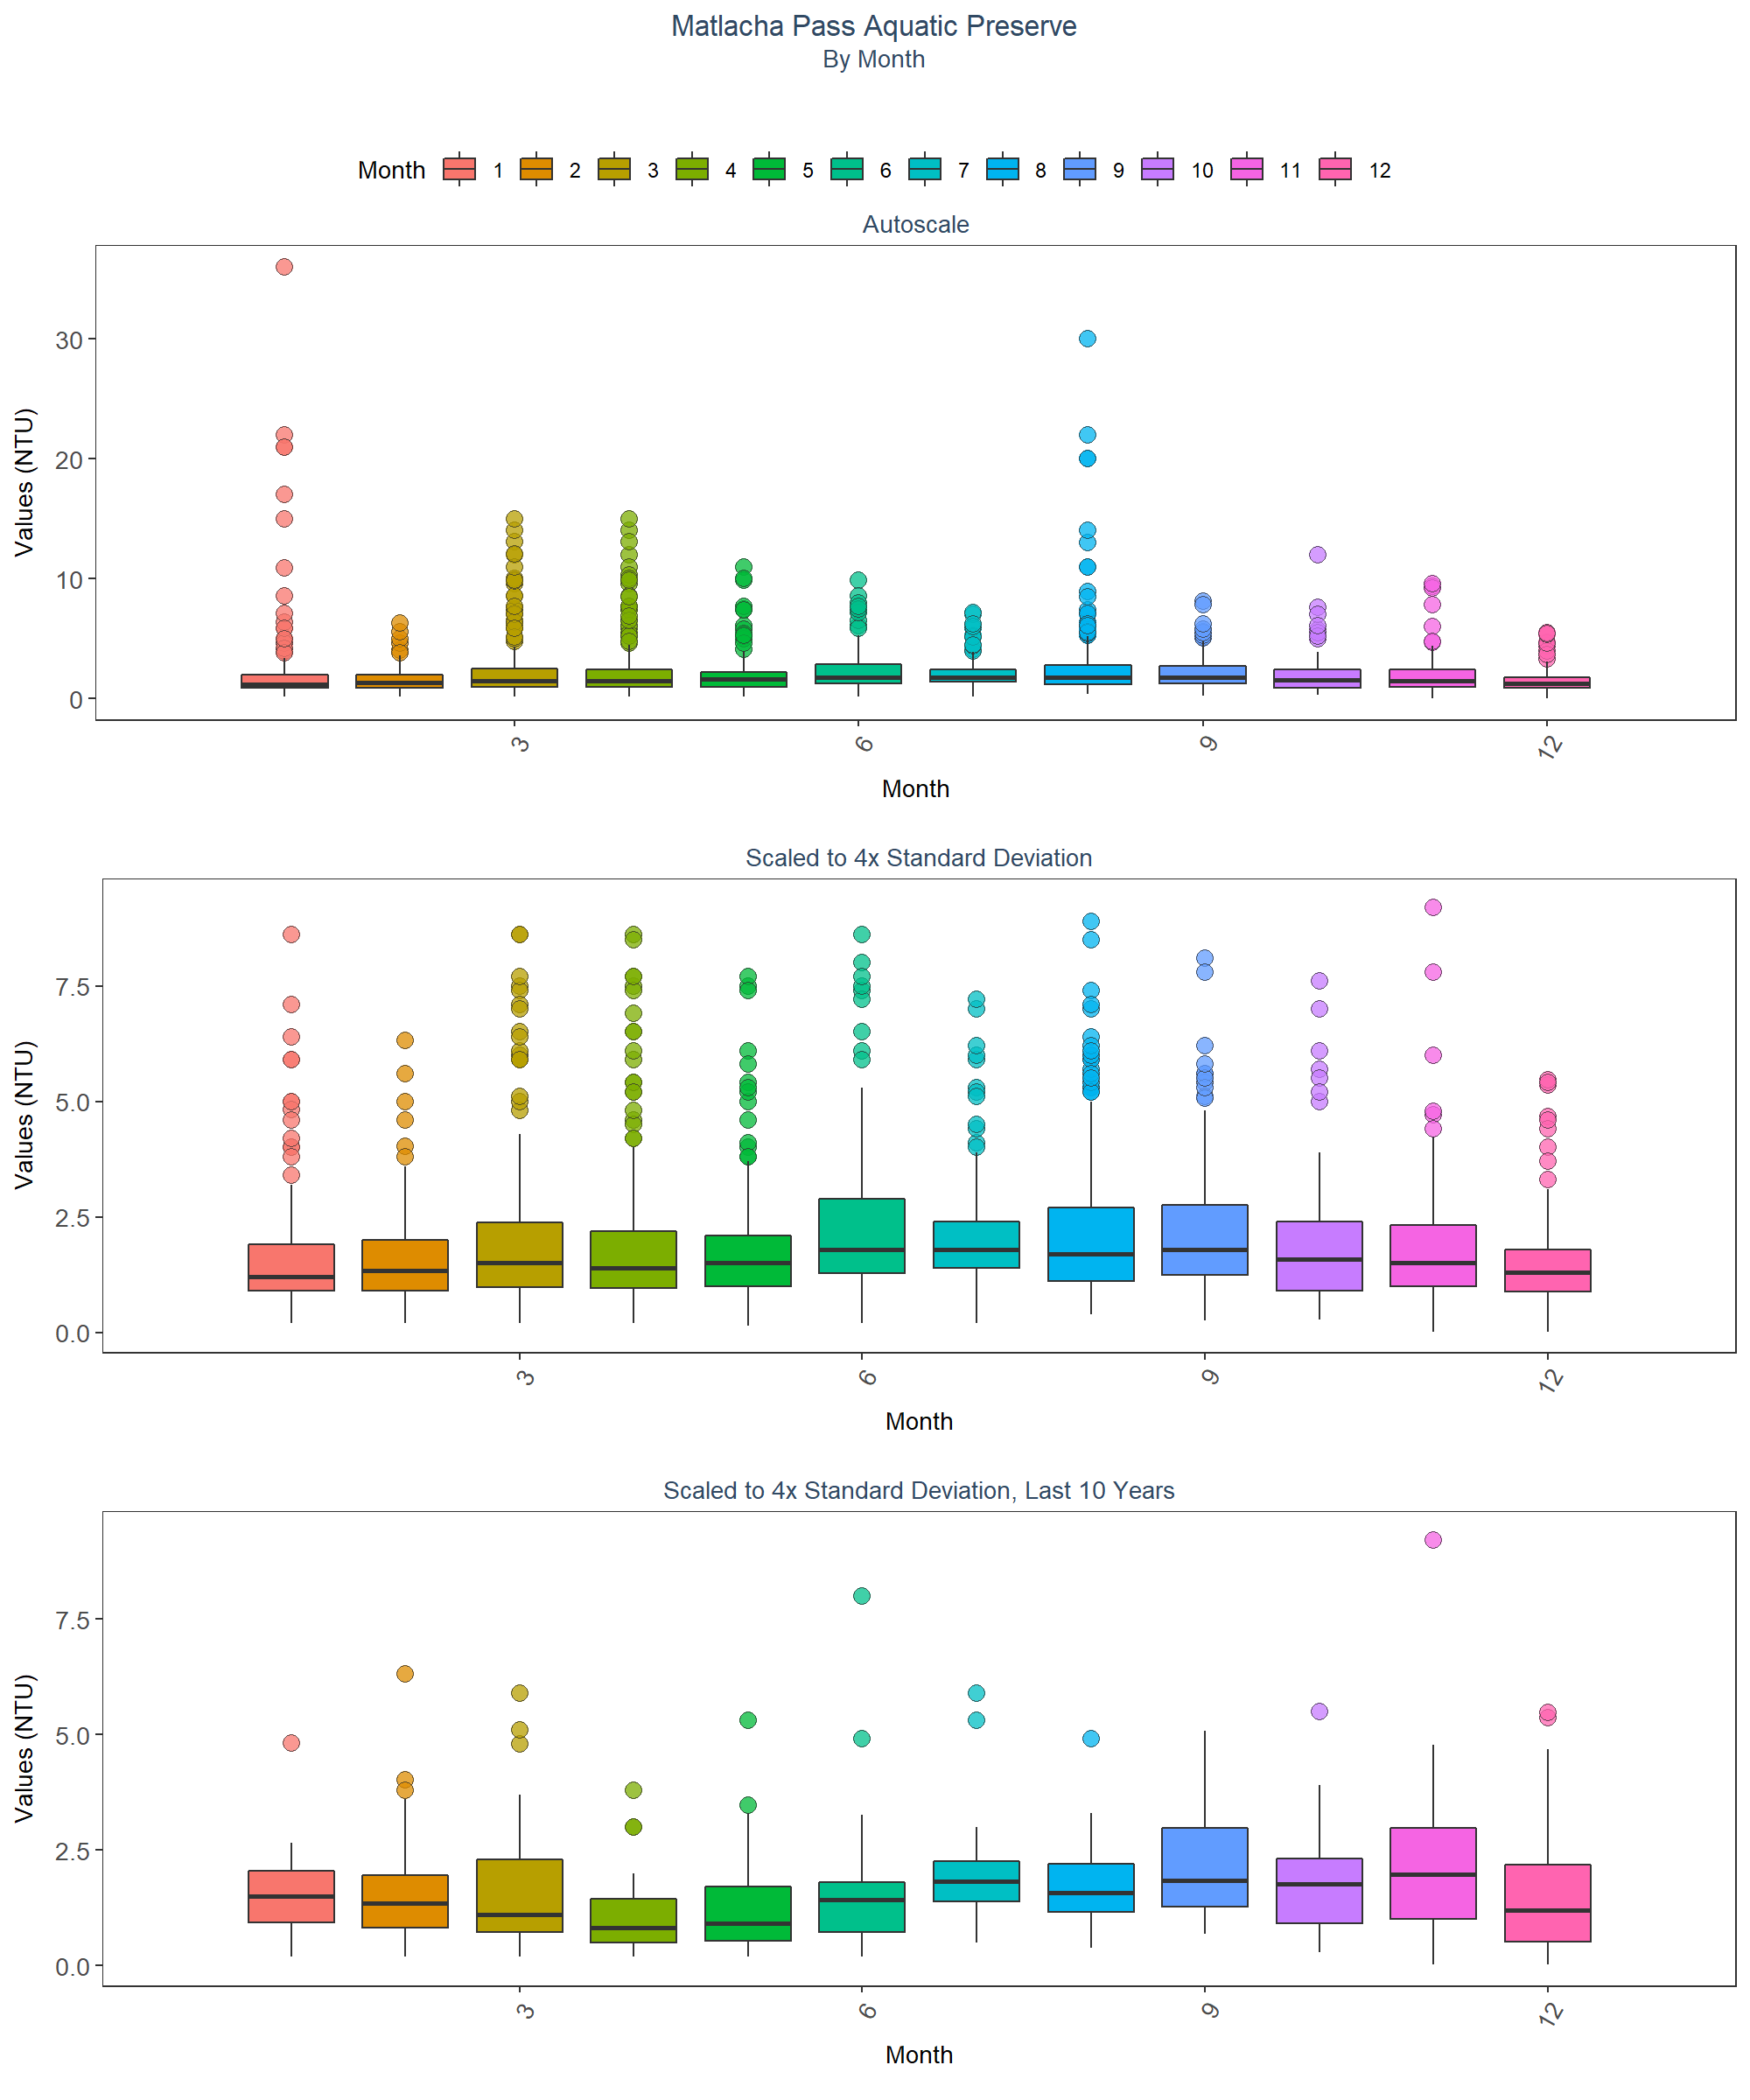 Matlacha Pass Aquatic Preserve
By Month
Month 1 2 3 4 5 6 7 8 9 10 11 12
Autoscale
Values (NTU)
30
20
10
0
3 6 9 12
Month
Scaled to 4x Standard Deviation
Values (NTU)
7.5
5.0
2.5
0.0
3 6 9 12
Month
Scaled to 4x Standard Deviation, Last 10 Years
Values (NTU)
7.5
5.0
2.5
0.0
3 6 9 12
Month